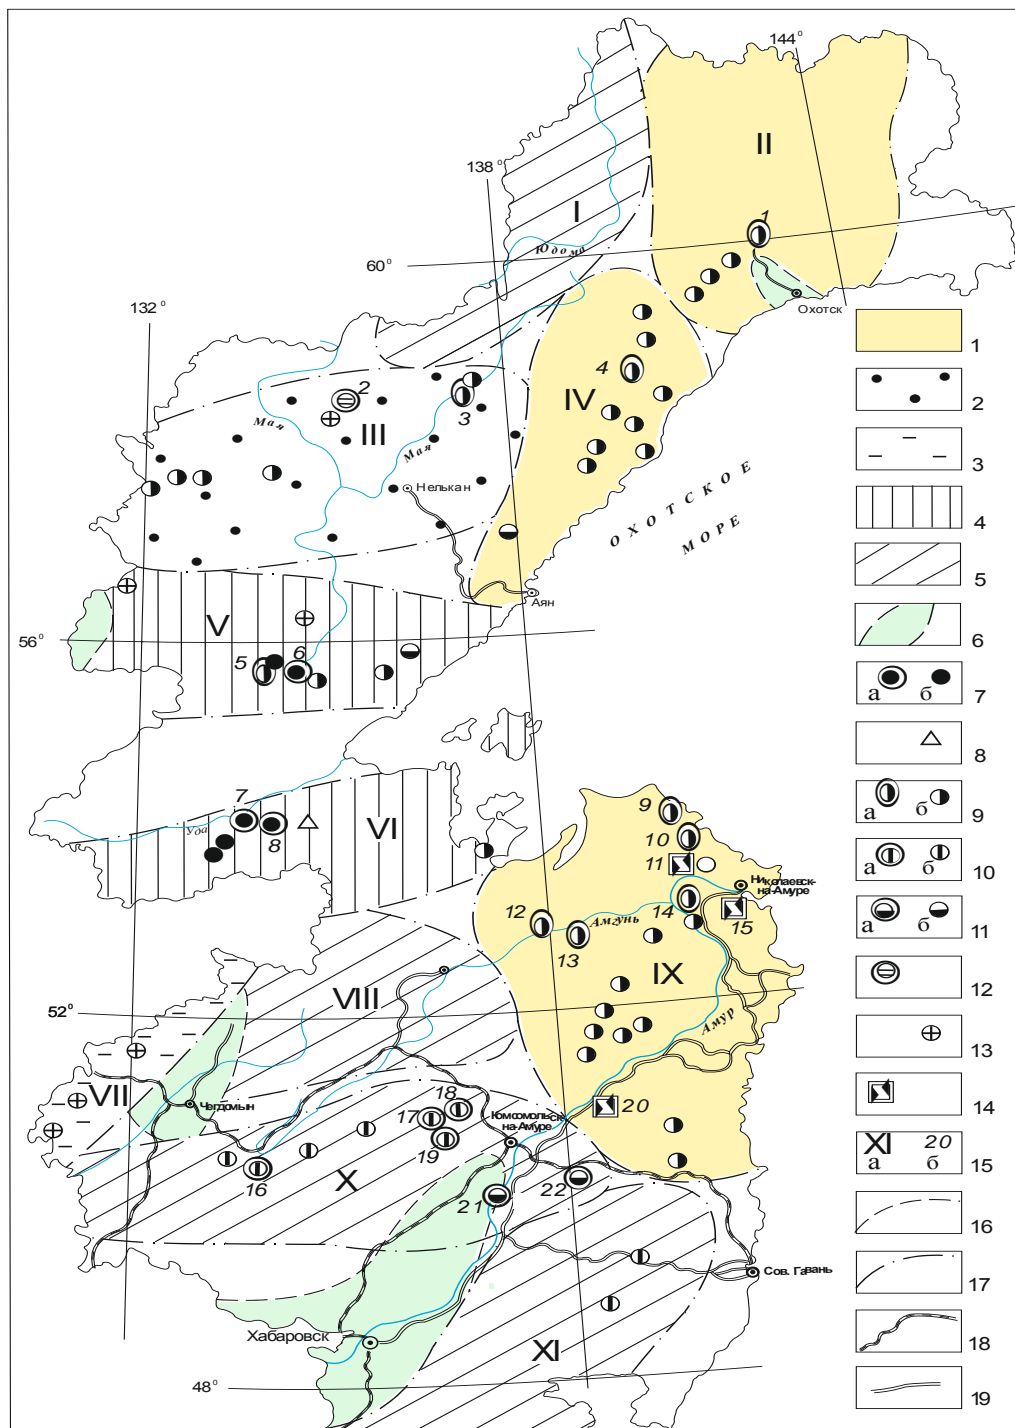 144°
II
138°
I
1
Юдома
60°
Охотск
132°
1
4
2
IV
2
3
III
Мая
Мая
3
Нелькан
ОХОТСКОЕ
МОРЕ
4
5
Аян
V
56°
6
5
6
а б 7
8
9
7
VI
10
а б 9
Уда
8
11
Николаевск-
на-Амуре
а б 10
12
14
Амгунь
15
13
а б 11
IX
VIII
12
52°
Амур
13
VII
Чегдомын
18
17
20
14
Комсомольск-
на-Амуре
XI 20
а б 15
19
X
16
22
21
16
17
Сов. Гавань
Хабаровск
18
XI
48°
19